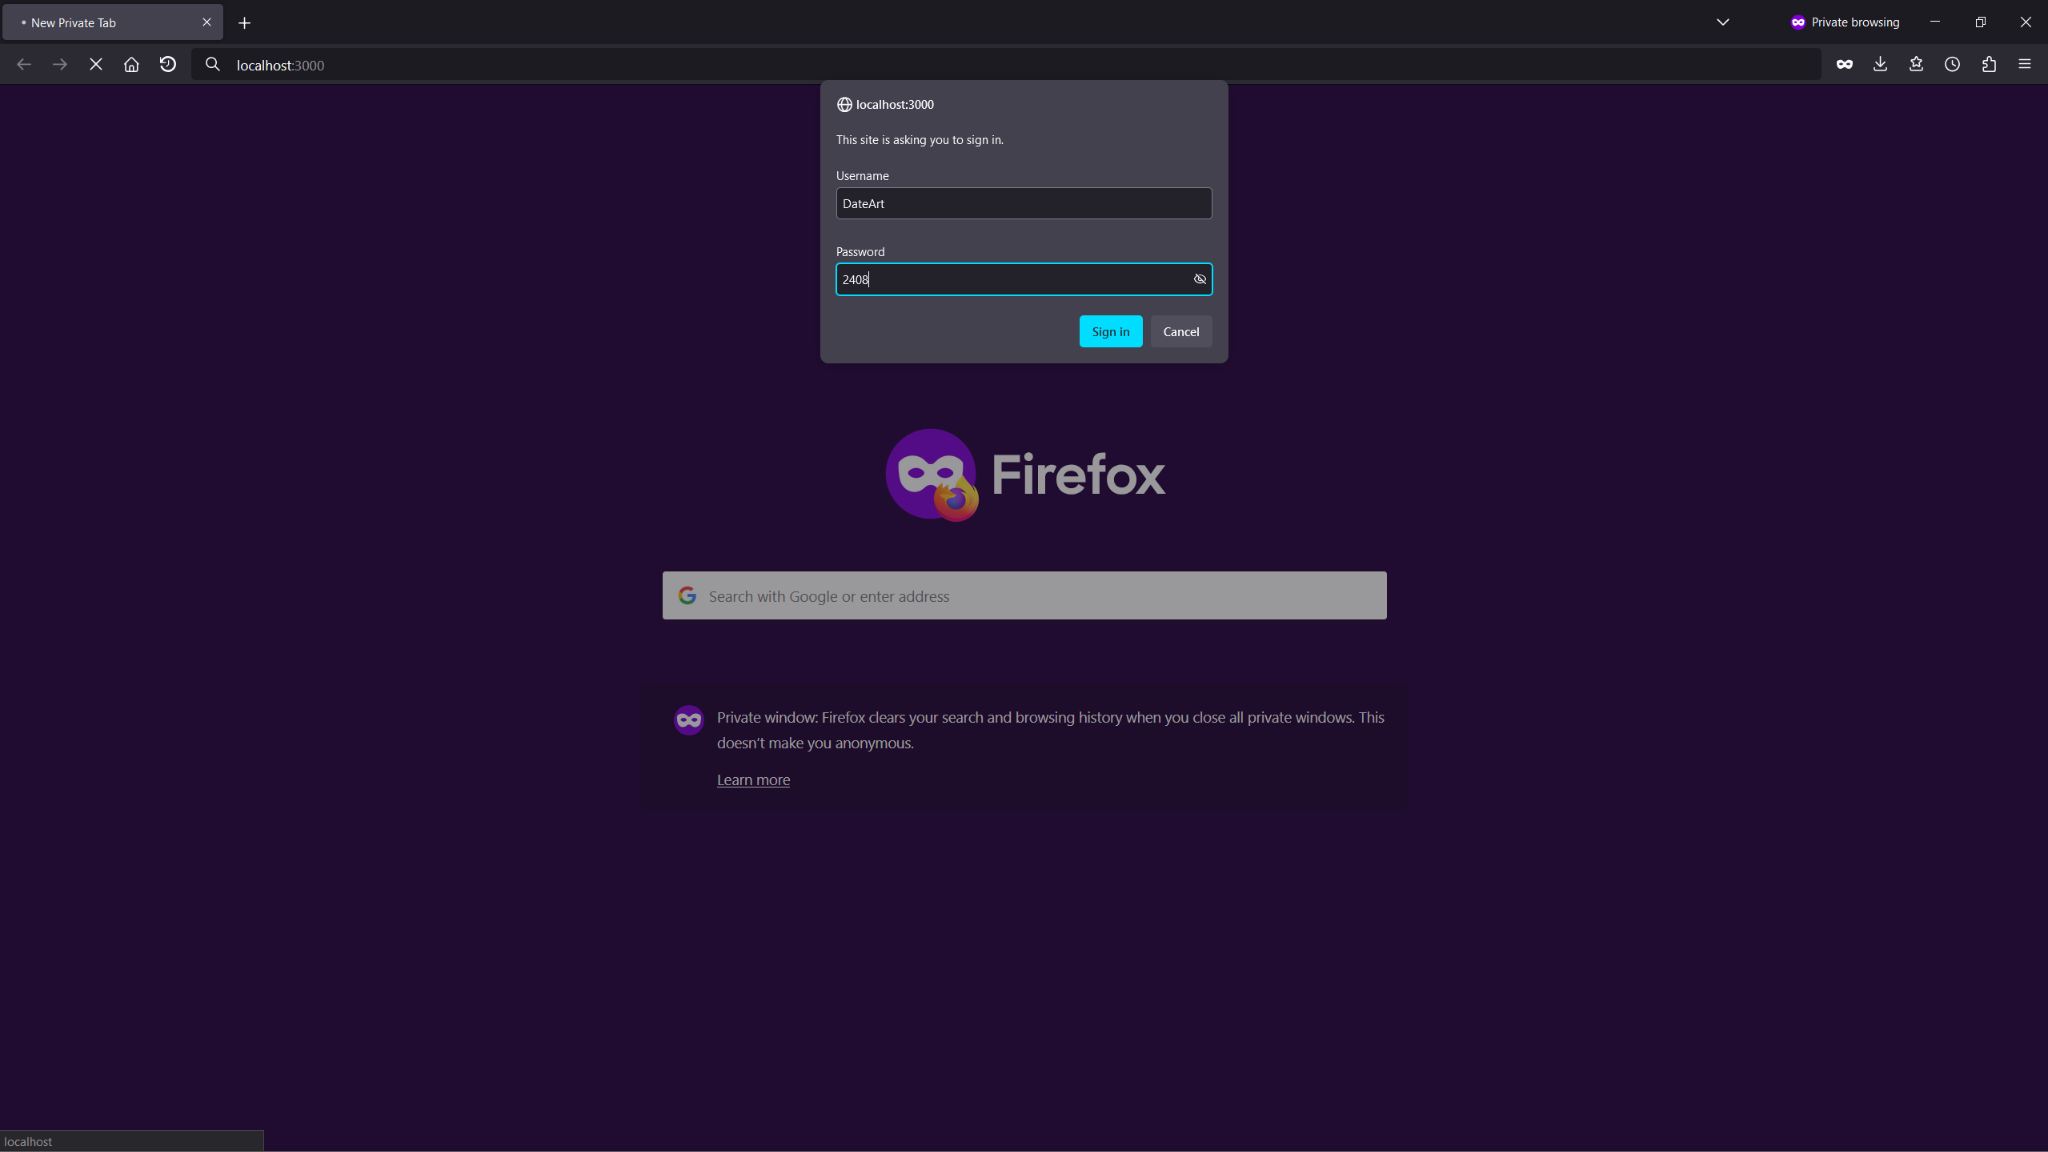 New Private Tab
Private browsing
localhost:3000
localhost:3000
This site is asking you to sign in.
Username
DateArt
Password
2408
Sign in
Cancel
Firefox
Search with Google or enter address
Private window: Firefox clears your search and browsing history when you close all private windows. This
doesn't make you anonymous.
Learn more
localhost